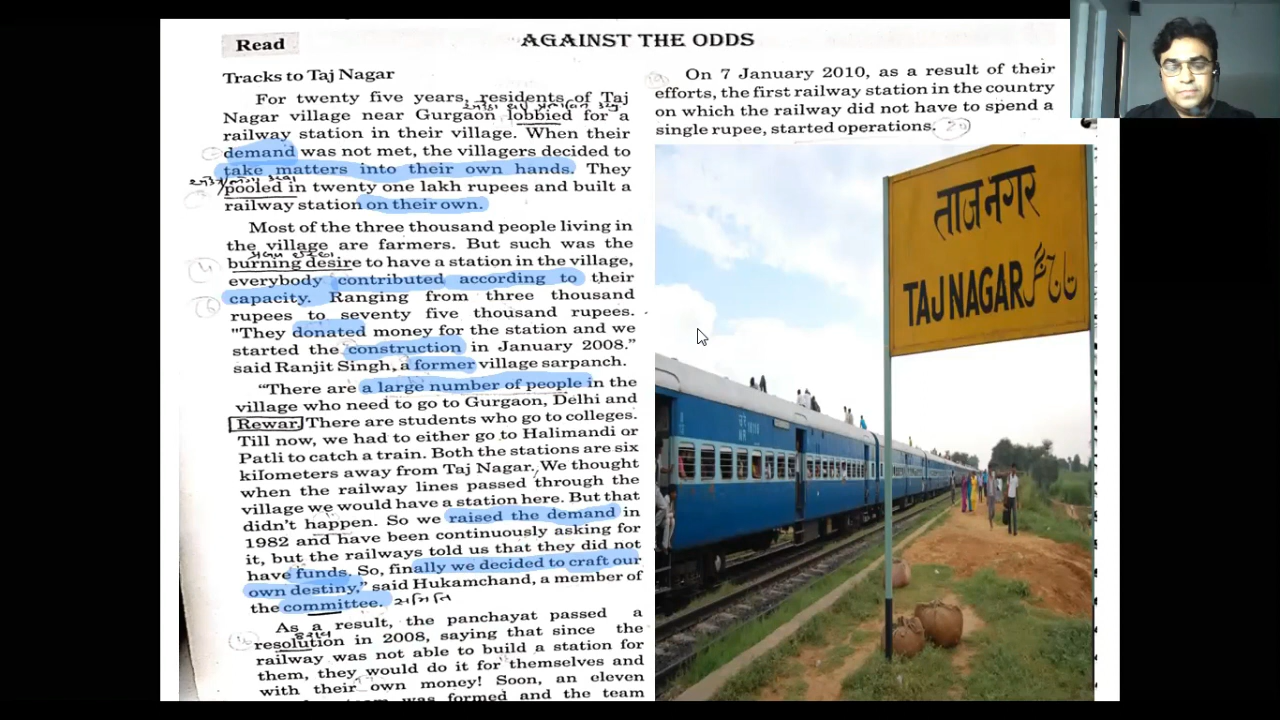 Read
AGAINST THE ODDS
Tracks to Taj Nagar
For twenty five years, residents of Taj
Nagar village near Gurgaon lobbied for a
railway station in their village. When their
demand was not met, the villagers decided to
take matters into their own hands. They
pooled in twenty one lakh rupees and built a
railway station on their own.
Most of the three thousand people living in
the village are farmers. But such was the
burning desire to have a station in the village,
everybody contributed according to their
capacity. Ranging from three thousand
rupees to seventy five thousand rupees.
"They donated money for the station and we
started the construction in January 2008.”
said Ranjit Singh, a former village sarpanch.
“There are a large number of people in the
village who need to go to Gurgaon, Delhi and
Rewar. There are students who go to colleges.
Till now, we had to either go to Halimandi or
Patli to catch a train. Both the stations are six
kilometers away from Taj Nagar. We thought
when the railway lines passed through the
village we would have a station here. But that
didn't happen. So we raised the demand in
1982 and have been continuously asking for
it, but the railways told us that they did not
have funds. So, finally we decided to craft our
own destiny,” said Hukamchand, a member of
the committee. સમિતિ
As a result, the panchayat passed a
resolution in 2008, saying that since the
railway was not able to build a station for
them, they would do it for themselves and
with their own money! Soon, an eleven
was formed and the team
On 7 January 2010, as a result of their
efforts, the first railway station in the country
on which the railway did not have to spend a
single rupee, started operations.
ताजनगर
TAJ NAGAR تاج نگر